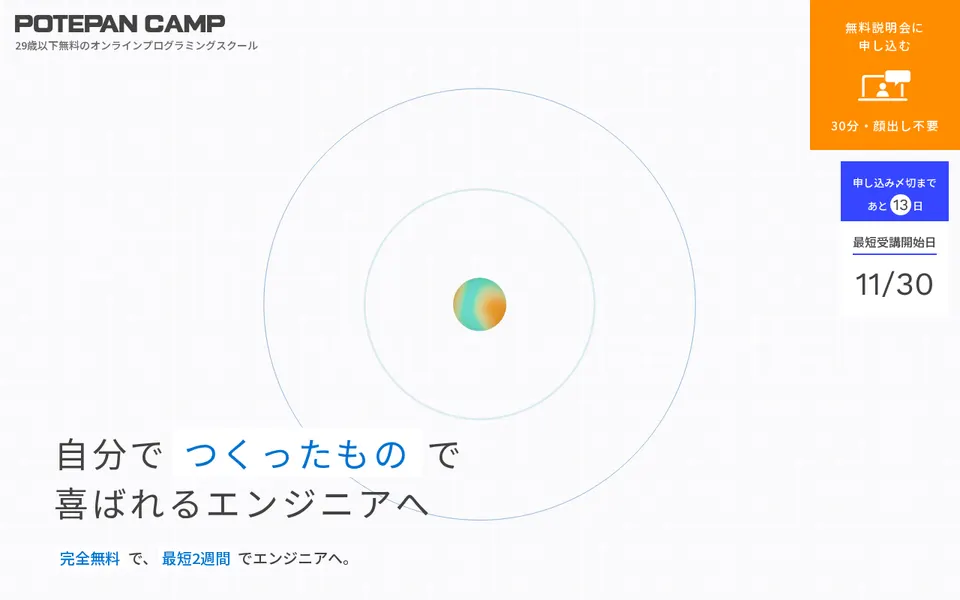 POTEPAN CAMP
29歳以下無料のオンラインプログラミングスクール
無料説明会に
申し込む
30分・顔出し不要
申し込み〆切まで
あと13日
最短受講開始日
11/30
自分で つくったもの で
喜ばれるエンジニアへ
完全無料 で、 最短2週間 でエンジニアへ。